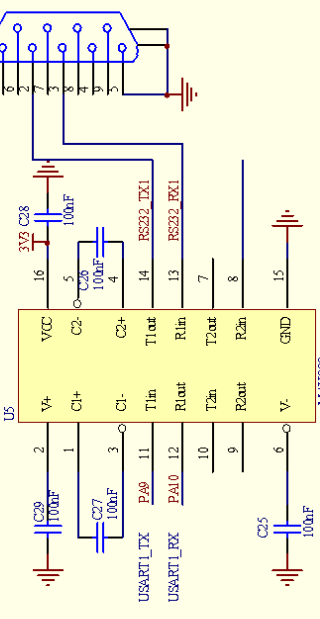 6
2
7
3
8
4
9
5
C28
100nF
3V3
C26
100nF
RS232_TX1
RS232_RX1
16
5
4
14
13
7
8
15
VCC
C2-
C2+
T1out
R1in
T2out
R2in
GND
U5
V+
C1+
C1-
T1in
R1out
T2in
R2out
V-
2
1
3
11
12
10
9
6
C29
100nF
C27
100nF
PA9
PA10
USART1_TX
USART1_RX
C25
100nF